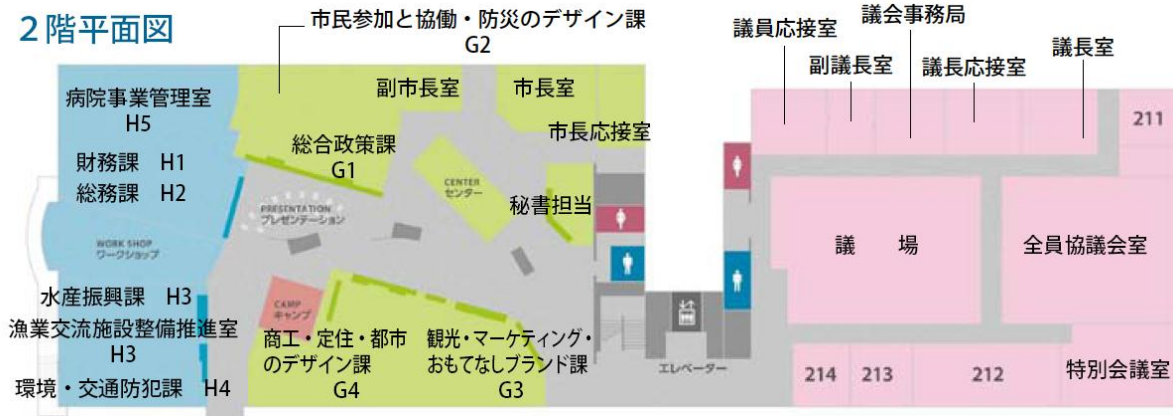 2階平面図
市民参加と協働・防災のデザイン課
G2
病院事業管理室
H5
財務課 H1
総務課 H2
WORK SHOP
ワークショップ
水産振興課 H3
漁業交流施設整備推進室
H3
環境・交通防犯課 H4
総合政策課
G1
副市長室
市長室
市長応接室
PRESENTATION
プレゼンテーション
CENTER
センター
秘書担当
CAMP
キャンプ
商工・定住・都市
のデザイン課
G4
観光・マーケティング・
おもてなしブランド課
G3
エレベーター
議員応接室
副議長室
議会事務局
議長応接室
議長室
211
議 場
全員協議会室
214
213
212
特別会議室